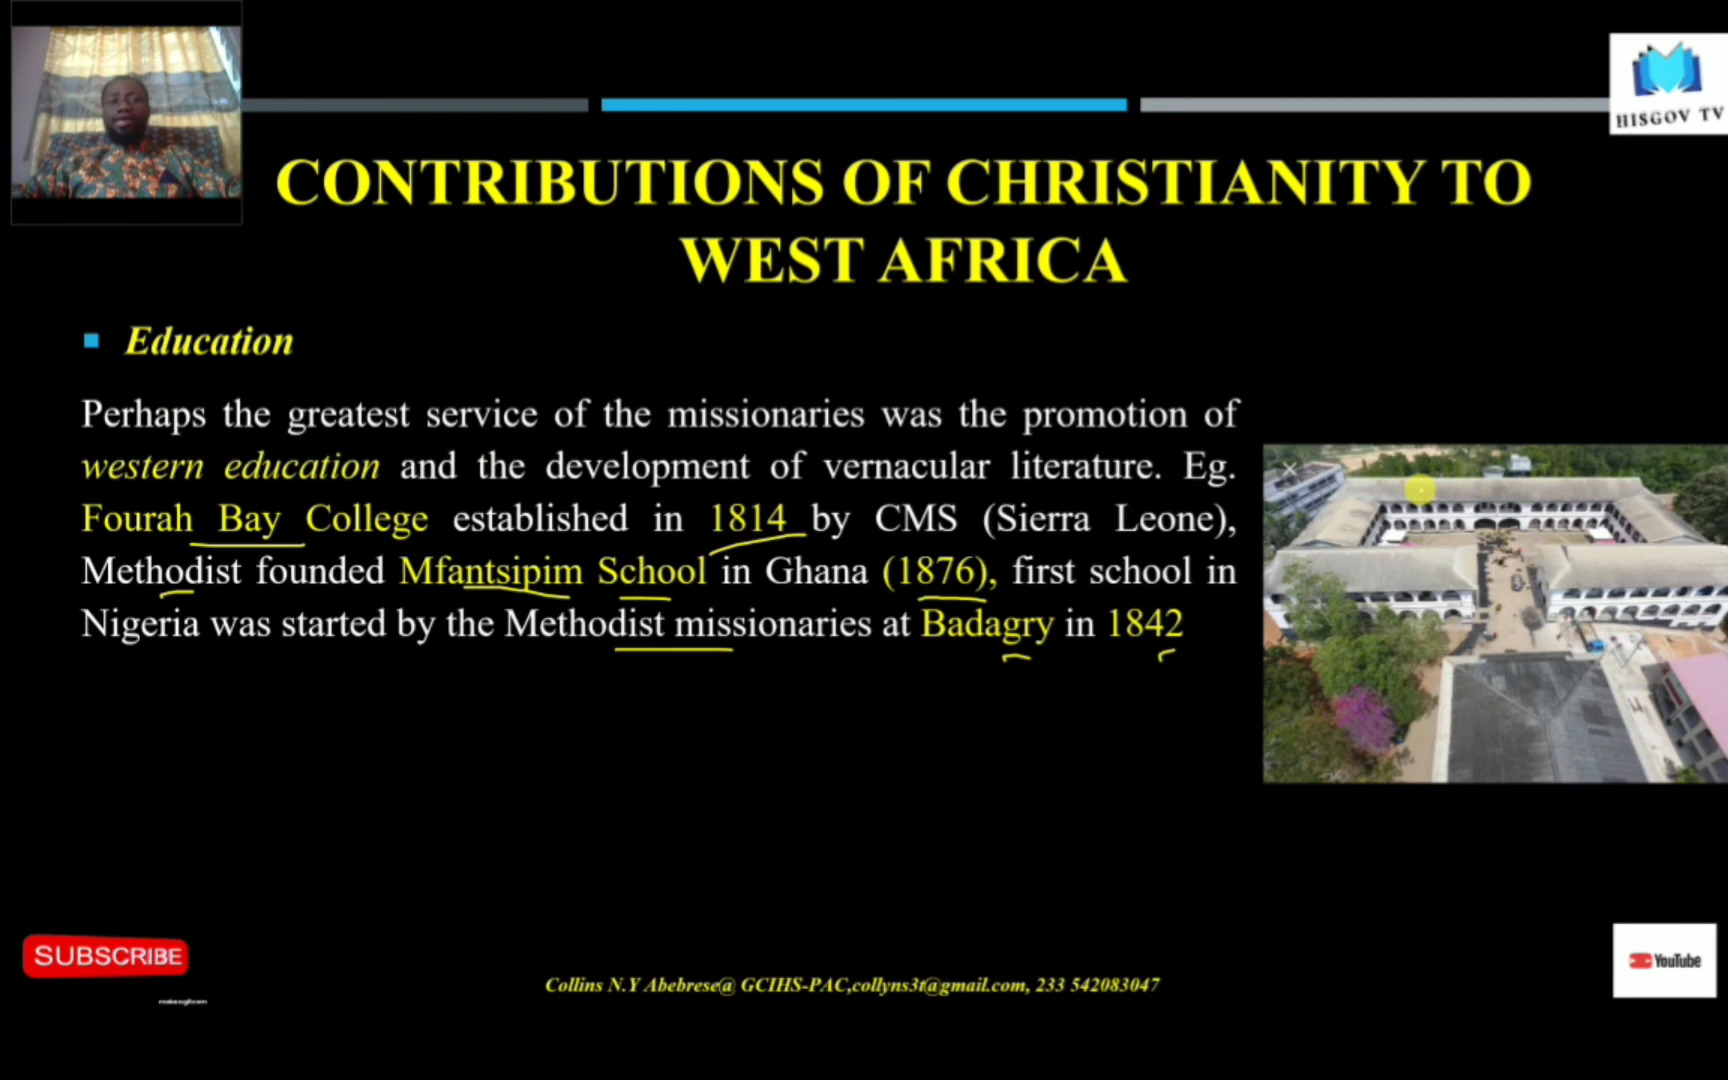 HISGOV TV
CONTRIBUTIONS OF CHRISTIANITY TO
WEST AFRICA
Education
Perhaps the greatest service of the missionaries was the promotion of
western education and the development of vernacular literature. Eg.
Fourah Bay College established in 1814 by CMS (Sierra Leone),
Methodist founded Mfantsipim School in Ghana (1876), first school in
Nigeria was started by the Methodist missionaries at Badagry in 1842
SUBSCRIBE
makeagif.com
Collins N.Y Abebrese@ GCIHS-PAC,collyns3t@gmail.com, 233 542083047
YouTube